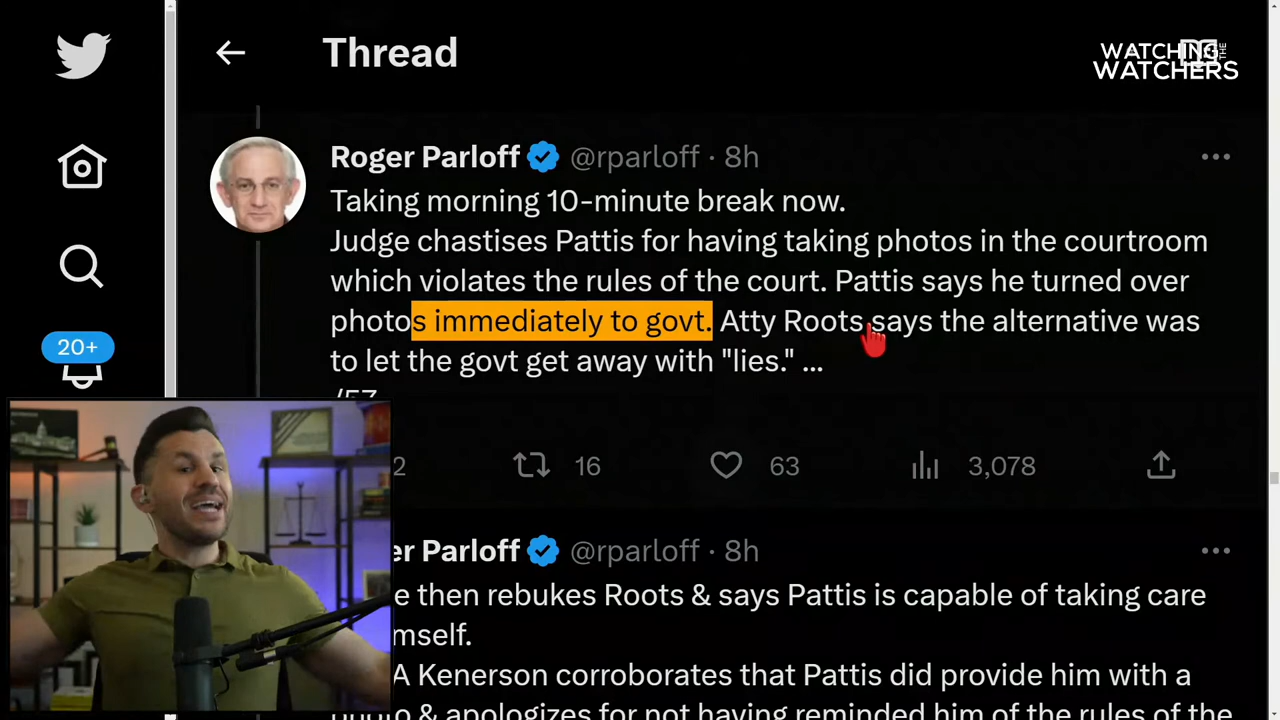 Thread
WATCHING THE
WATCHERS
Roger Parloff @rparloff · 8h
Taking morning 10-minute break now.
Judge chastises Pattis for having taking photos in the courtroom
which violates the rules of the court. Pattis says he turned over
photos immediately to govt. Atty Roots says the alternative was
to let the govt get away with "lies." ...
/57
20+
2 16 63 3,078
er Parloff @rparloff · 8h
e then rebukes Roots & says Pattis is capable of taking care
mself.
A Kenerson corroborates that Pattis did provide him with a
photo & apologizes for not having reminded him of the rules of the